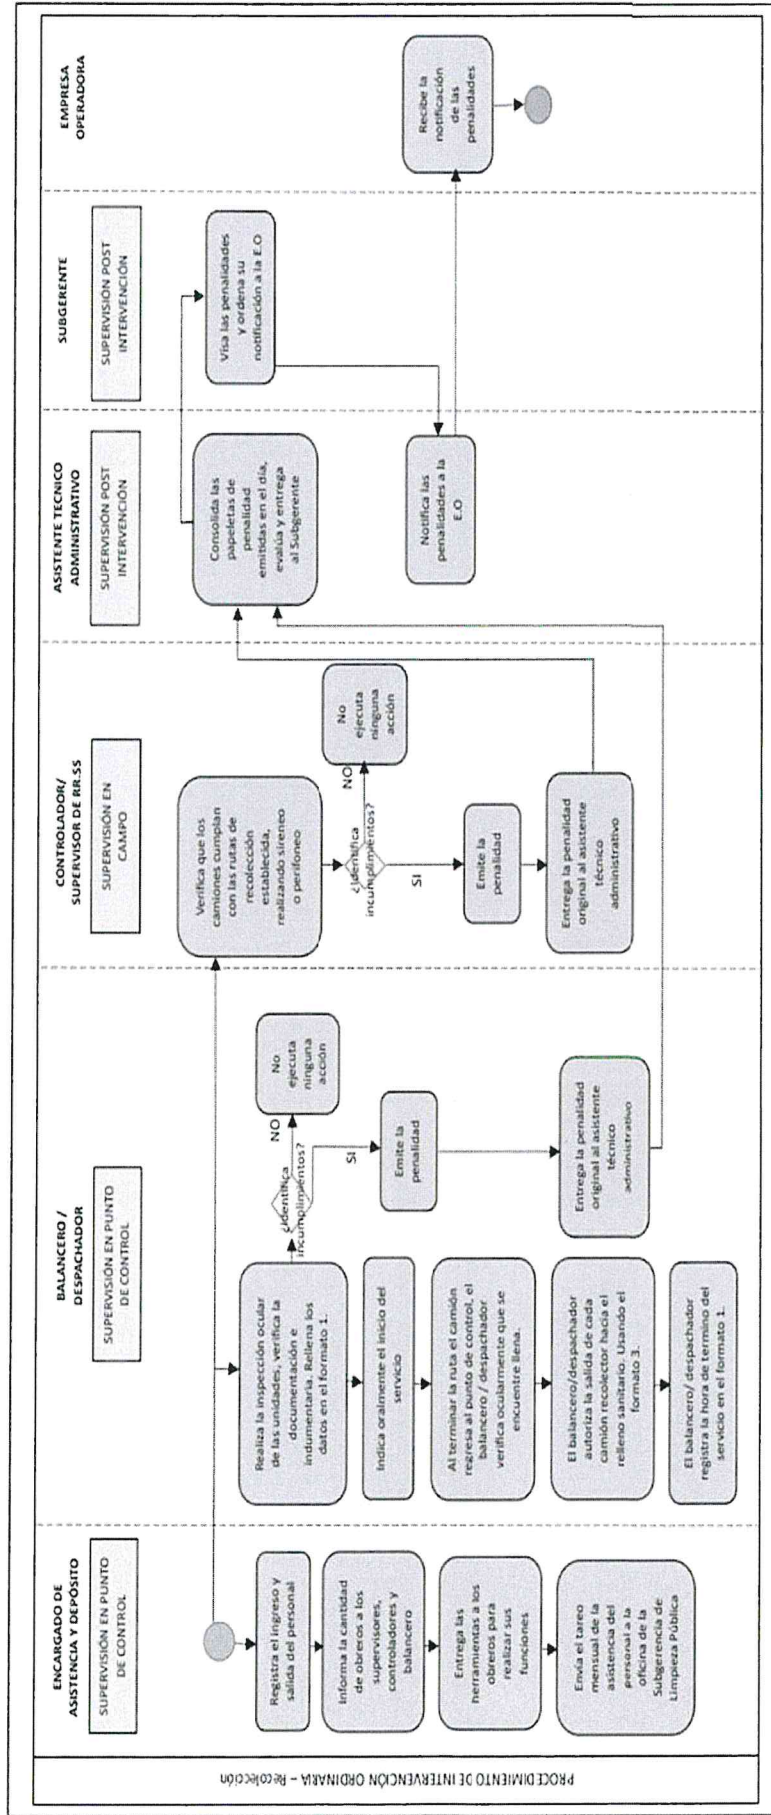 PROCEDIMIENTO DE INTERVENCIÓN ORDINARIA – Recolección
ENCARGADO DE
ASISTENCIA Y DEPÓSITO
SUPERVISIÓN EN PUNTO
DE CONTROL
Registra el ingreso y
salida del personal
Informa la cantidad
de obreros a los
supervisores,
controladores y
balancero
Entrega las
herramientas a los
obreros para
realizar sus
funciones
Envía el tareo
mensual de la
asistencia del
personal a la
oficina de la
Subgerencia de
Limpieza Pública
BALANCERO /
DESPACHADOR
SUPERVISIÓN EN PUNTO
DE CONTROL
Realiza la inspección ocular
de las unidades, verifica la
documentación e
indumentaria. Rellena los
datos en el formato 1.
Indica oralmente el inicio del
servicio
Al terminar la ruta el camión
regresa al punto de control, el
balancero / despachador
verifica ocularmente que se
encuentre llena.
El balancero/despachador
autoriza la salida de cada
camión recolector hacia el
relleno sanitario. Usando el
formato 3.
El balancero/ despachador
registra la hora de termino del
servicio en el formato 1.
¿Identifica
incumplimientos?
NO
No
ejecuta
ninguna
acción
SI
Emite la
penalidad
Entrega la penalidad
original al asistente
técnico
administrativo
CONTROLADOR/
SUPERVISOR DE RR.SS
SUPERVISIÓN EN
CAMPO
Verifica que los
camiones cumplan
con las rutas de
recolección
establecida,
realizando sireneo
o perifoneo
¿Identifica
incumplimientos?
NO
No
ejecuta
ninguna
acción
SI
Emite la
penalidad
Entrega la penalidad
original al asistente
técnico
administrativo
ASISTENTE TECNICO
ADMINISTRATIVO
SUPERVISIÓN POST
INTERVENCIÓN
Consolida las
papeletas de
penalidad
emitidas en el día,
evalúa y entrega
al Subgerente
Notifica las
penalidades a la
E.O
SUBGERENTE
SUPERVISIÓN POST
INTERVENCIÓN
Visa las penalidades
y ordena su
notificación a la E.O
EMPRESA
OPERADORA
Recibe la
notificación
de las
penalidades